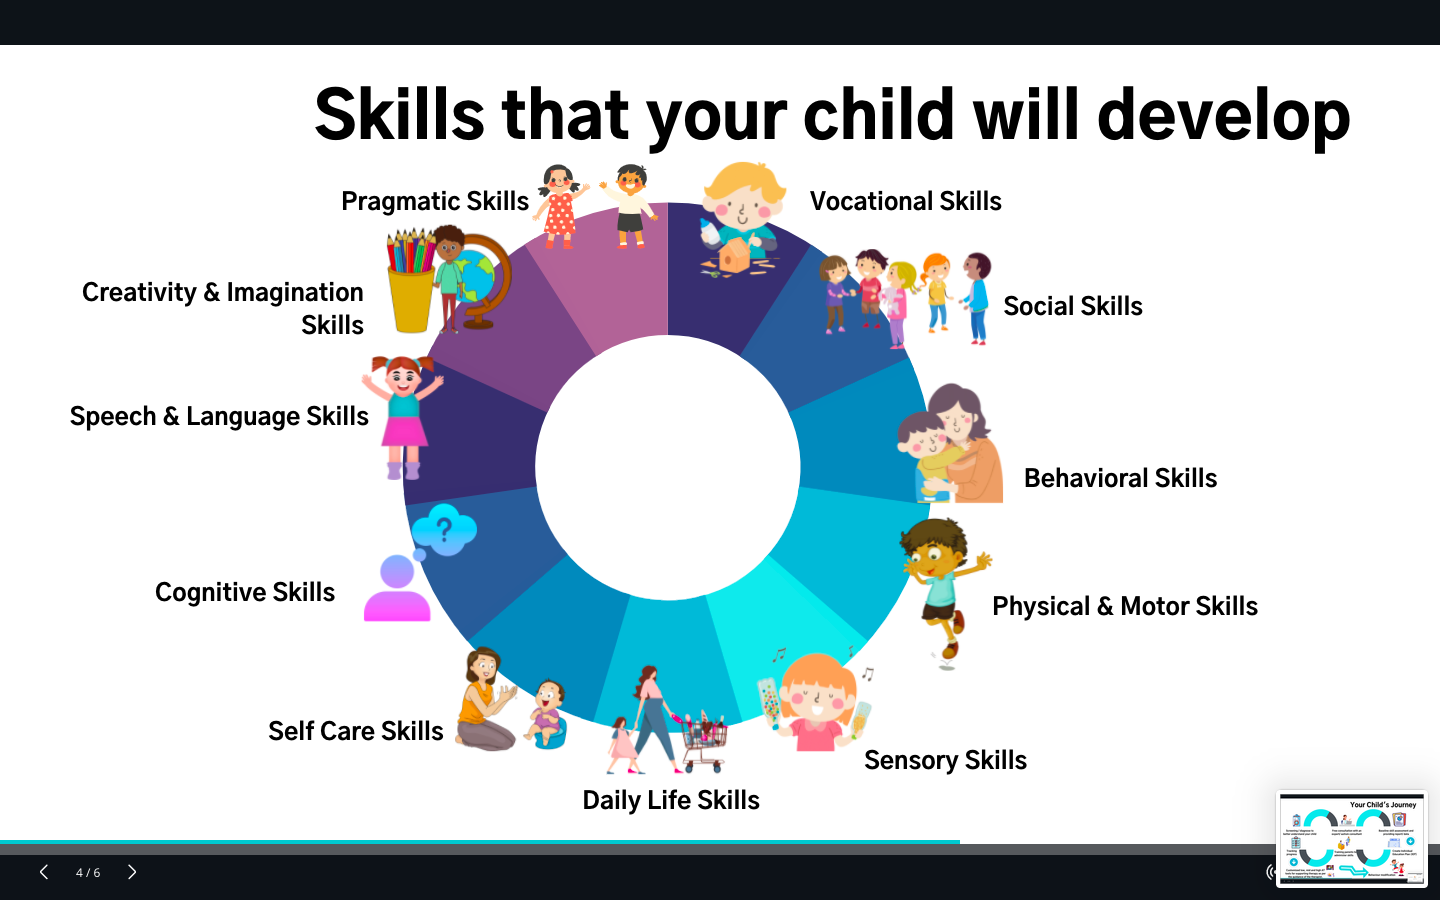 Skills that your child will develop
Pragmatic Skills
Vocational Skills
Creativity & Imagination
Skills
Social Skills
Speech & Language Skills
Behavioral Skills
?
Cognitive Skills
Physical & Motor Skills
Self Care Skills
Sensory Skills
Daily Life Skills
4 / 6
Your Child's Journey